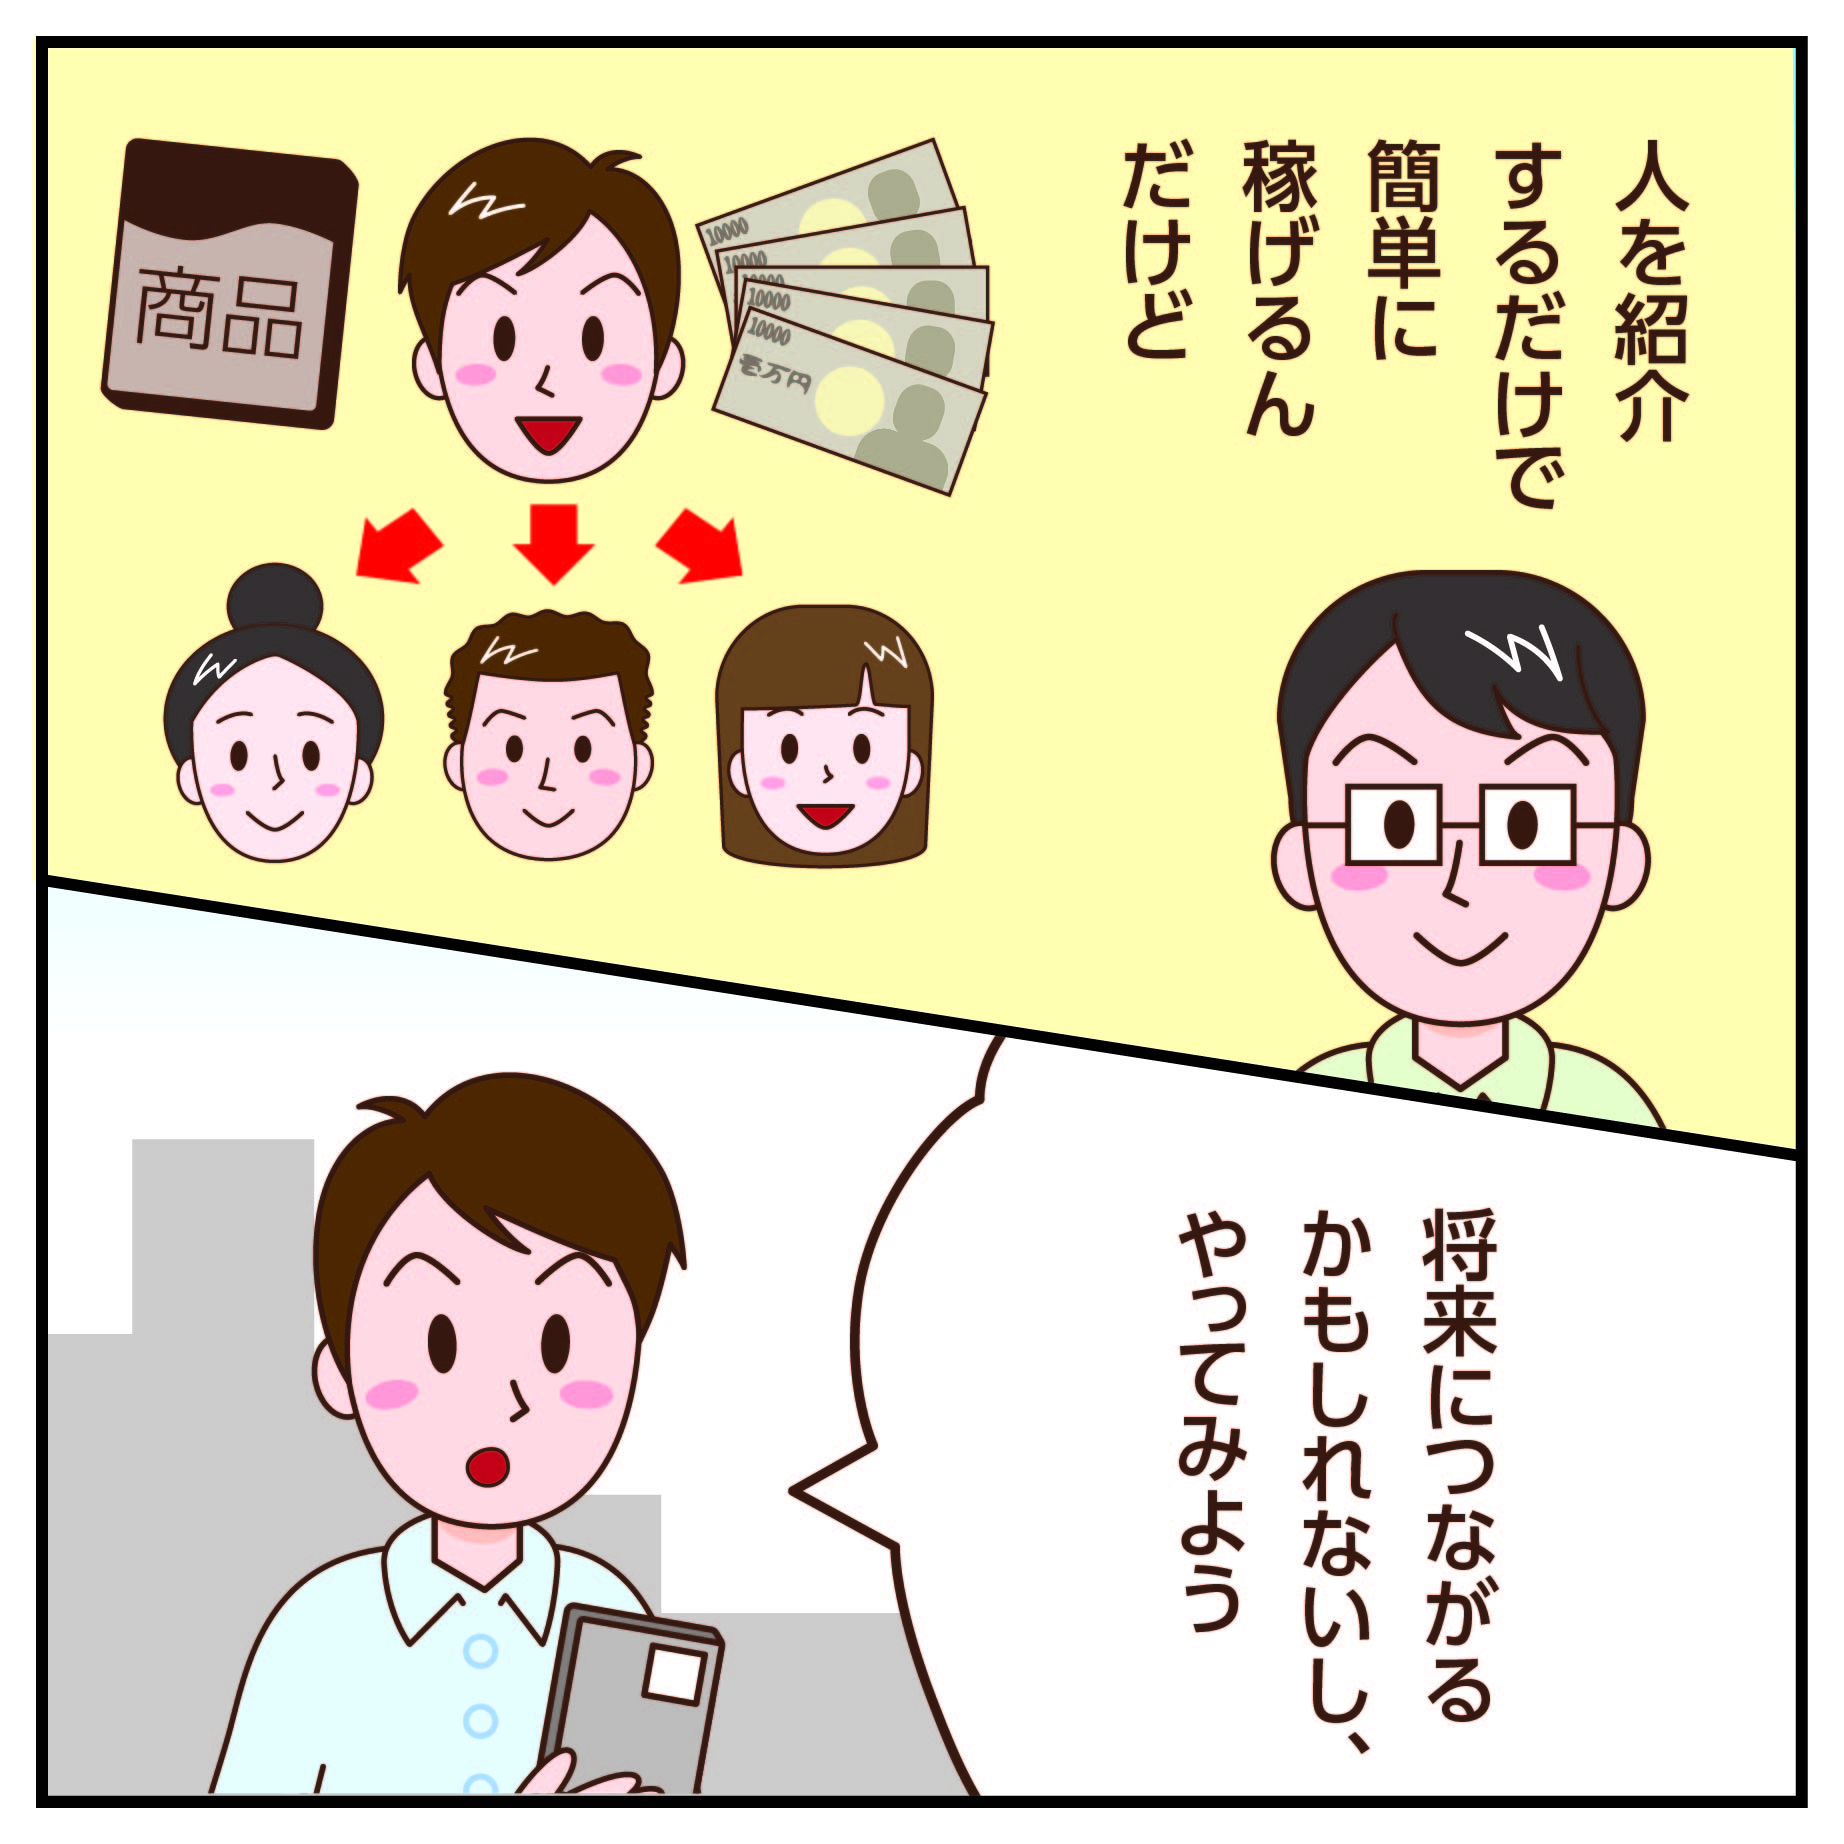 人を紹介
するだけで
簡単に
稼げるん
だけど
10000
10000
10000
10000
10000
壱万円
商品
将来につながる
かもしれないし、
やってみよう